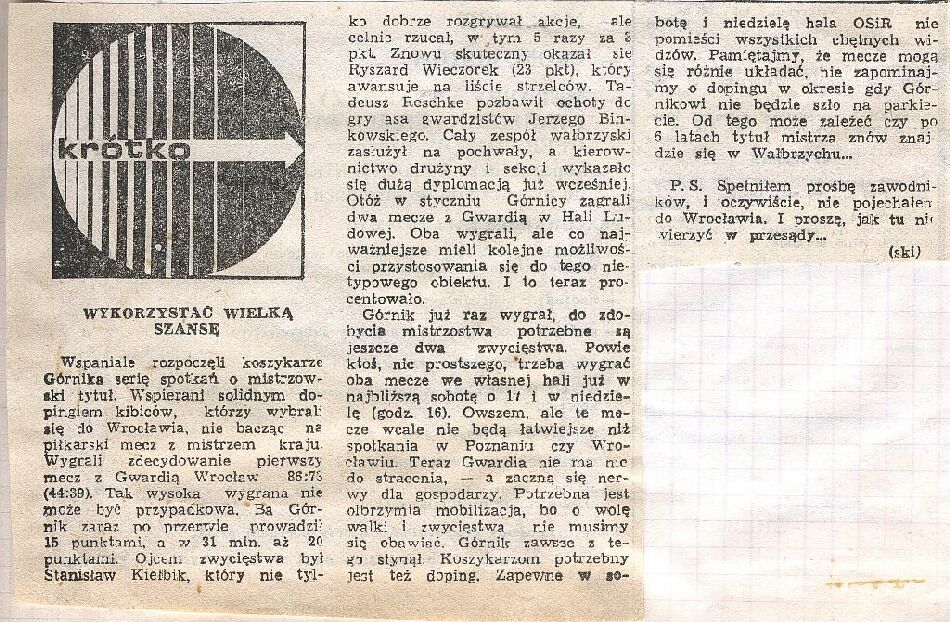 krótko
WYKORZYSTAĆ WIELKĄ
SZANSĘ
Wspaniale rozpoczęli koszykarze
Górnika serię spotkań o mistrzow-
ski tytuł. Wspierani solidnym do-
pingiem kibiców, którzy wybrali
się do Wrocławia, nie bacząc na
piłkarski mecz z mistrzem kraju.
Wygrali zdecydowanie pierwszy
mecz z Gwardią Wrocław
(44:39). Tak wysoka wygrana nie
może być przypadkowa. Ba Gór-
nik zaraz po przerwie prowadził
15 punktami, a w 31 min. aż 20
punktami. Ojcem zwycięstwa był
Stanisław Kiełbik, który nie tyl-
ko dobrze rozgrywał akcje, ale
celnie rzucał, w tym 5 razy za 3
pkt. Znowu skuteczny okazał się
Ryszard Wieczorek (23 pkt), który
awansuje na liście strzelców. Ta-
deusz Reschke pozbawił ochoty do
gry asa gwardzistów Jerzego Bin-
kowskiego. Cały zespół wałbrzyski
zasłużył na pochwały, a kierow-
nictwo drużyny i sekcji wykazało
się dużą dyplomacją już wcześniej.
Otóż w styczniu Górnicy zagrali
dwa mecze z Gwardią w Hali Lu-
dowej. Oba wygrali, ale co naj-
ważniejsze mieli kolejne możliwoś-
ci przystosowania się do tego nie-
typowego obiektu. I to teraz pro-
centowało.
Górnik już raz wygrał, do zdo-
bycia mistrzostwa potrzebne są
jeszcze dwa zwycięstwa. Powie
ktoś, nic prostszego, trzeba wygrać
oba mecze we własnej hali już w
najbliższą sobotę o 17 i w niedzie-
lę (godz. 16). Owszem, ale te me-
cze wcale nie będą łatwiejsze niż
spotkania w Poznaniu czy Wro-
cławiu. Teraz Gwardia nie ma nic
do stracenia, — a zaczną się ner-
wy dla gospodarzy. Potrzebna jest
olbrzymia mobilizacja, bo o wolę
walki i zwycięstwa nie musimy
się obawiać. Górnik zawsze z te-
go słynął Koszykarzom potrzebny
jest też doping. Zapewne w so-
botę i niedzielę hala OSiR nie
pomieści wszystkich chętnych wi-
dzów. Pamiętajmy, że mecze mogą
się różnie układać, nie zapominaj-
my o dopingu w okresie gdy Gór-
nikowi nie będzie szło na parkie-
cie. Od tego może zależeć czy po
6 latach tytuł mistrza znów znaj
dzie się w Wałbrzychu...
P. S. Spełniłem prośbę zawodni-
ków, i oczywiście, nie pojechałem
do Wrocławia. I proszę, jak tu nie
wierzyć w przesądy...
(ski)